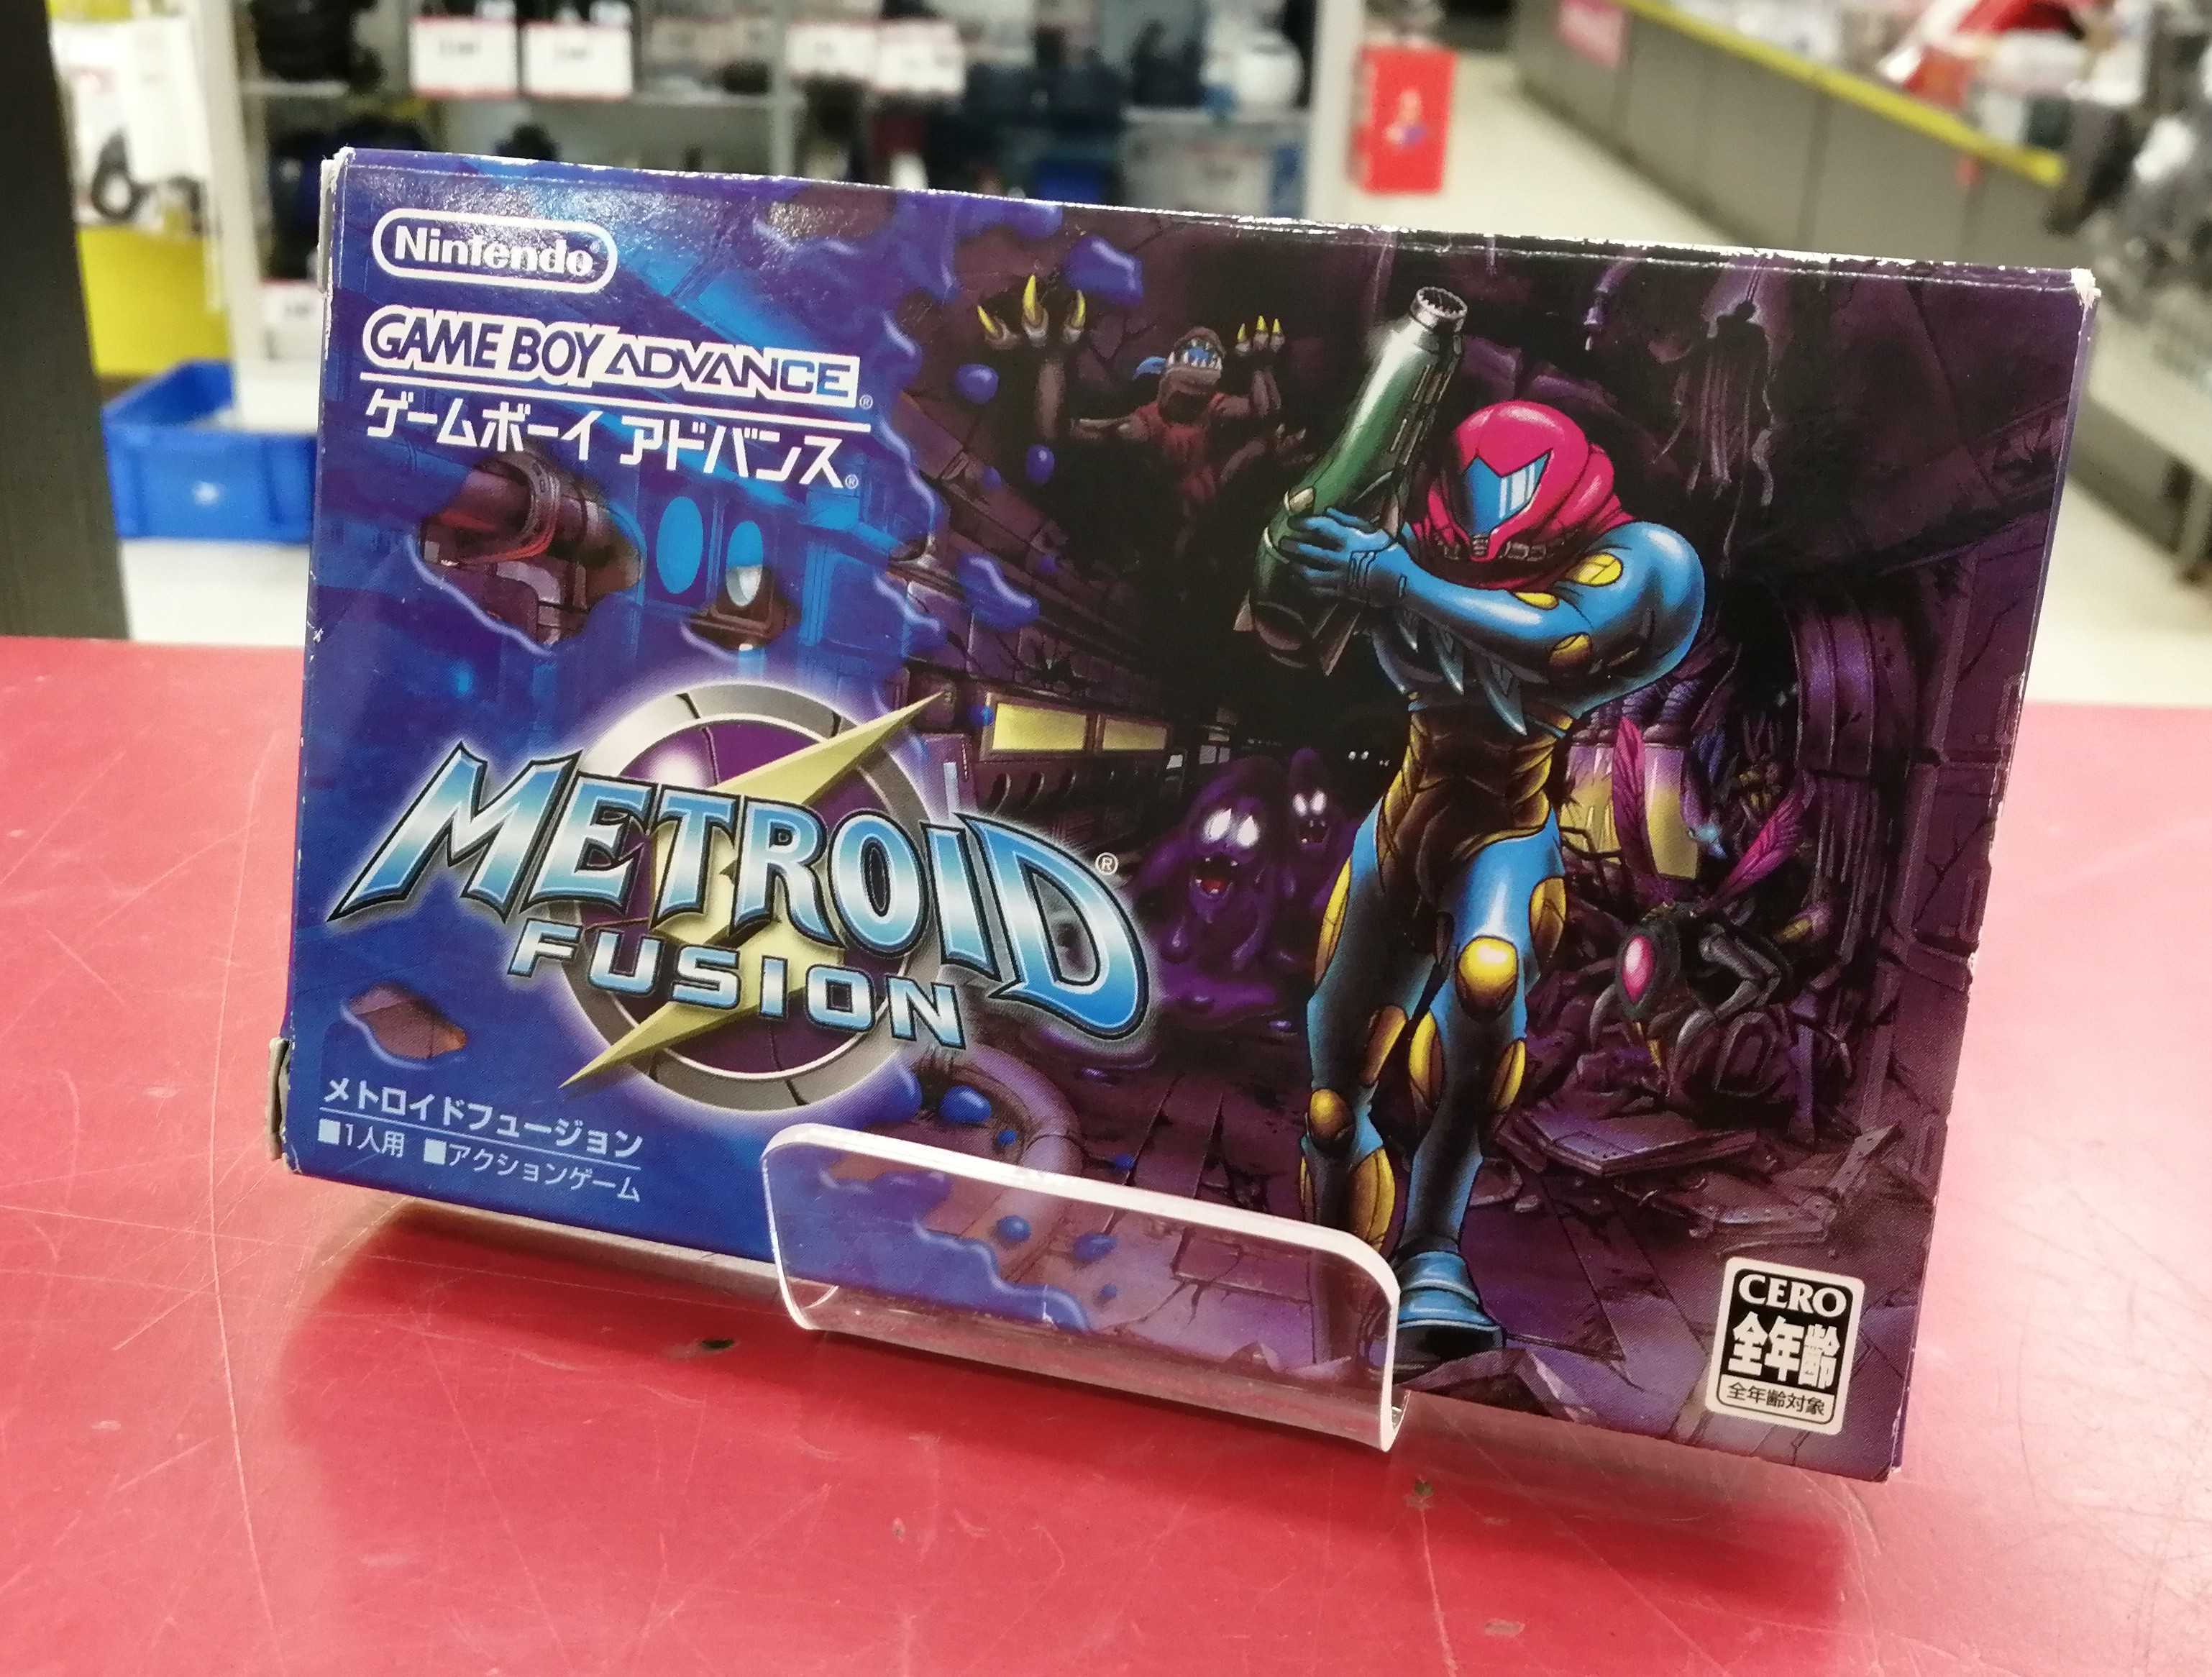 Nintendo®
GAME BOY ADVANCE®
ゲームボーイ アドバンス®
METROID®
FUSION
メトロイドフュージョン
■1人用 ■アクションゲーム
CERO
全年齢
全年齢対象